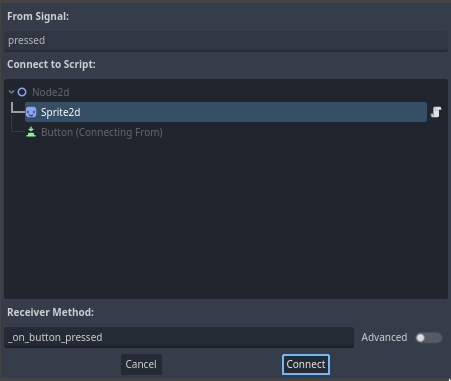 From Signal:
pressed
Connect to Script:
Node2d
Sprite2d
Button (Connecting From)
Receiver Method:
_on_button_pressed
Advanced
Cancel
Connect